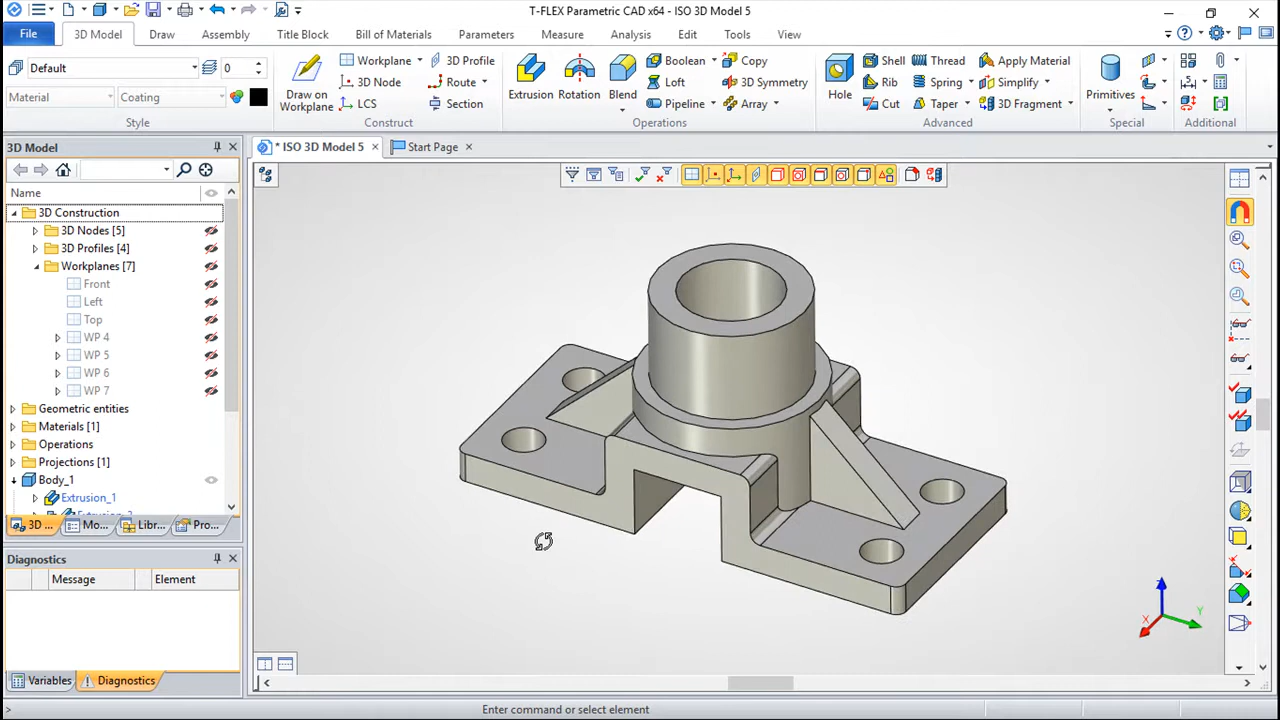 T-FLEX Parametric CAD x64 - ISO 3D Model 5
File
3D Model
Draw
Assembly
Title Block
Bill of Materials
Parameters
Measure
Analysis
Edit
Tools
View
Default
0
Material
Coating
Style
Draw on
Workplane
Workplane
3D Profile
3D Node
Route
LCS
Section
Construct
Extrusion
Rotation
Blend
Boolean
Copy
Loft
3D Symmetry
Pipeline
Array
Operations
Hole
Shell
Thread
Apply Material
Rib
Spring
Simplify
Cut
Taper
3D Fragment
Advanced
Primitives
Special
Additional
3D Model
* ISO 3D Model 5
Start Page
Name
3D Construction
3D Nodes [5]
3D Profiles [4]
Workplanes [7]
Front
Left
Top
WP 4
WP 5
WP 6
WP 7
Geometric entities
Materials [1]
Operations
Projections [1]
Body_1
Extrusion_1
3D ...
Mo...
Libr...
Pro...
Diagnostics
Message
Element
Variables
Diagnostics
Z
Y
X
Enter command or select element